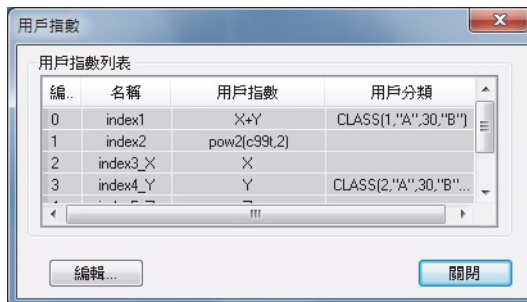 用戶指數
用戶指數列表
編.. 名稱 用戶指數 用戶分類
0 index1 X+Y CLASS(1,"A",30,"B")
1 index2 pow2(c99t,2)
2 index3_X X
3 index4_Y Y CLASS(2,"A",30,"B"...
編輯... 關閉